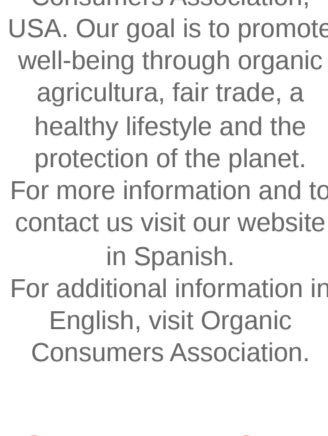 Consumers Association,
USA. Our goal is to promote
well-being through organic
agricultura, fair trade, a
healthy lifestyle and the
protection of the planet.
For more information and to
contact us visit our website
in Spanish.
For additional information in
English, visit Organic
Consumers Association.